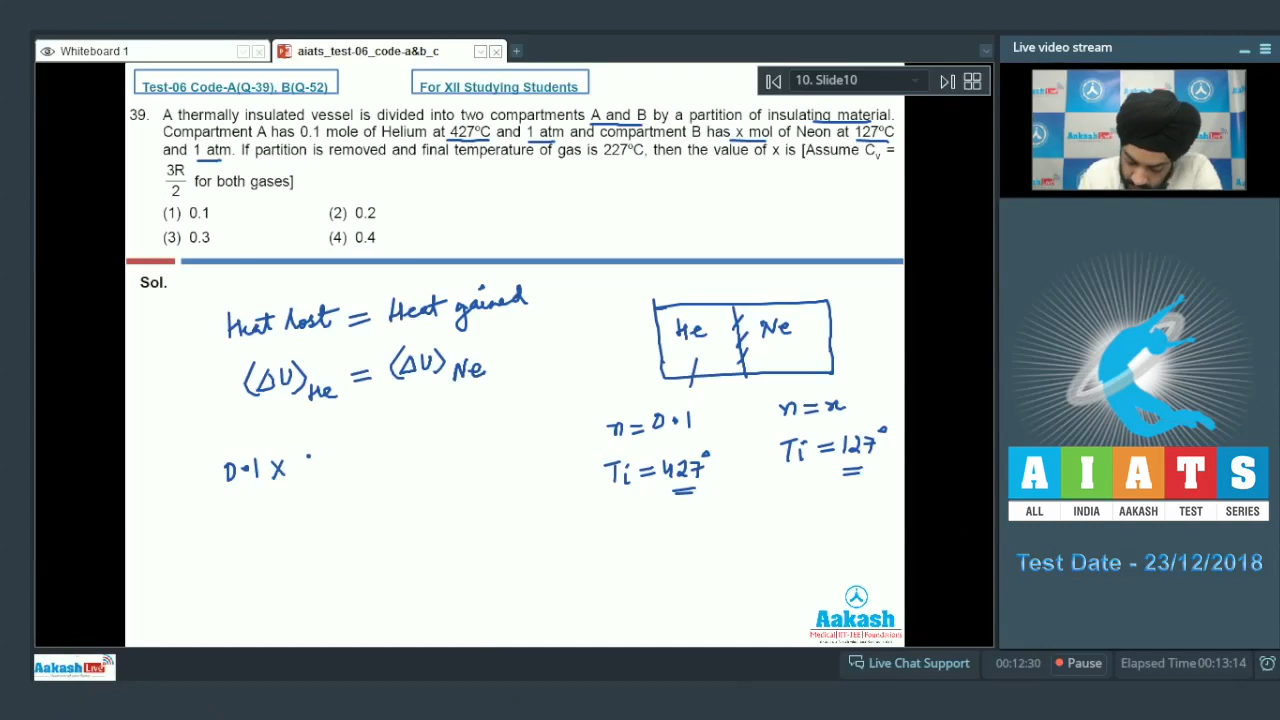 Whiteboard 1
aiats_test-06_code-a&b_c
Live video stream
Test-06 Code-A(Q-39), B(Q-52)
For XII Studying Students
10. Slide10
39. A thermally insulated vessel is divided into two compartments A and B by a partition of insulating material.
Compartment A has 0.1 mole of Helium at 427ºC and 1 atm and compartment B has x mol of Neon at 127ºC
and 1 atm. If partition is removed and final temperature of gas is 227ºC, then the value of x is [Assume Cv =
3R/2 for both gases]
(1) 0.1 (2) 0.2
(3) 0.3 (4) 0.4
Sol.
Heat lost = Heat gained
(ΔU)He = (ΔU)Ne
0.1 x
He Ne
n = 0.1 n = x
Ti = 427° Ti = 127°
A I A T S
ALL INDIA AAKASH TEST SERIES
Test Date - 23/12/2018
Aakash
Medical|IIT-JEE|Foundations
Aakash Live
Live Chat Support
00:12:30
Pause
Elapsed Time 00:13:14